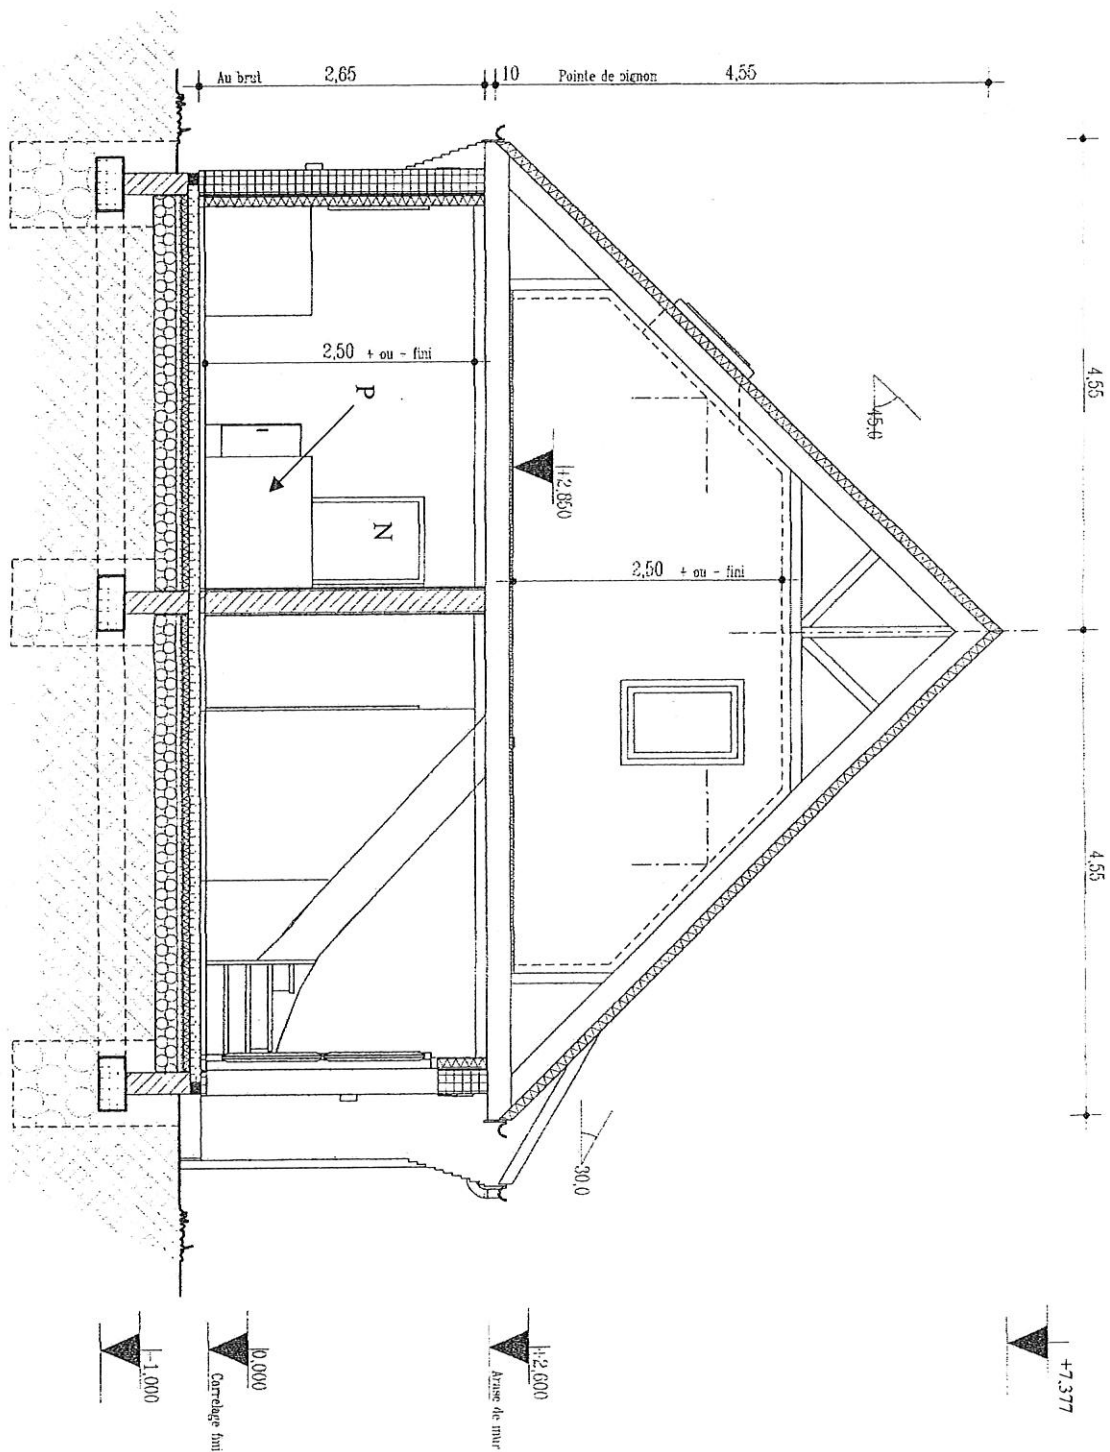 Au brut
2,65
10
Pointe de pignon
4,55
4,55
4,55
45.0
2,50 + ou - fini
P
N
+2.850
2,50 + ou - fini
30.0
+7.377
+2.600
Arase de mur
0.000
Carrelage fini
-1.000